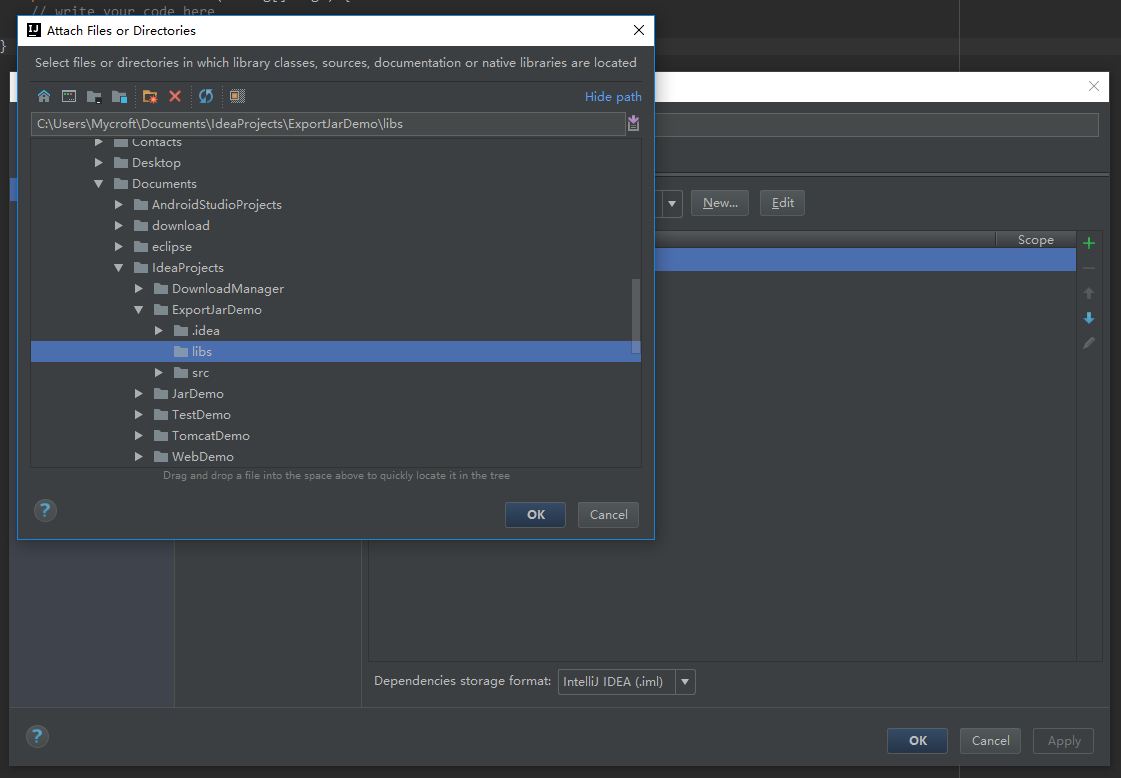 // write your code here
}
Attach Files or Directories
Select files or directories in which library classes, sources, documentation or native libraries are located
Hide path
C:\Users\Mycroft\Documents\IdeaProjects\ExportJarDemo\libs
Contacts
Desktop
Documents
AndroidStudioProjects
download
eclipse
IdeaProjects
DownloadManager
ExportJarDemo
.idea
libs
src
JarDemo
TestDemo
TomcatDemo
WebDemo
Drag and drop a file into the space above to quickly locate it in the tree
?
OK
Cancel
New...
Edit
Scope
Dependencies storage format:
IntelliJ IDEA (.iml)
?
OK
Cancel
Apply